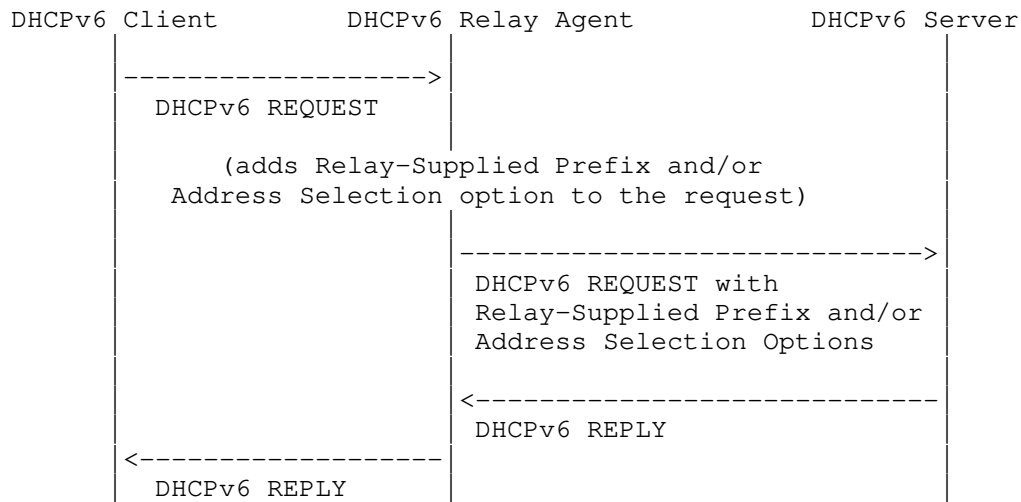 DHCPv6 Client DHCPv6 Relay Agent DHCPv6 Server
DHCPv6 REQUEST
(adds Relay-Supplied Prefix and/or
Address Selection option to the request)
DHCPv6 REQUEST with
Relay-Supplied Prefix and/or
Address Selection Options
DHCPv6 REPLY
DHCPv6 REPLY